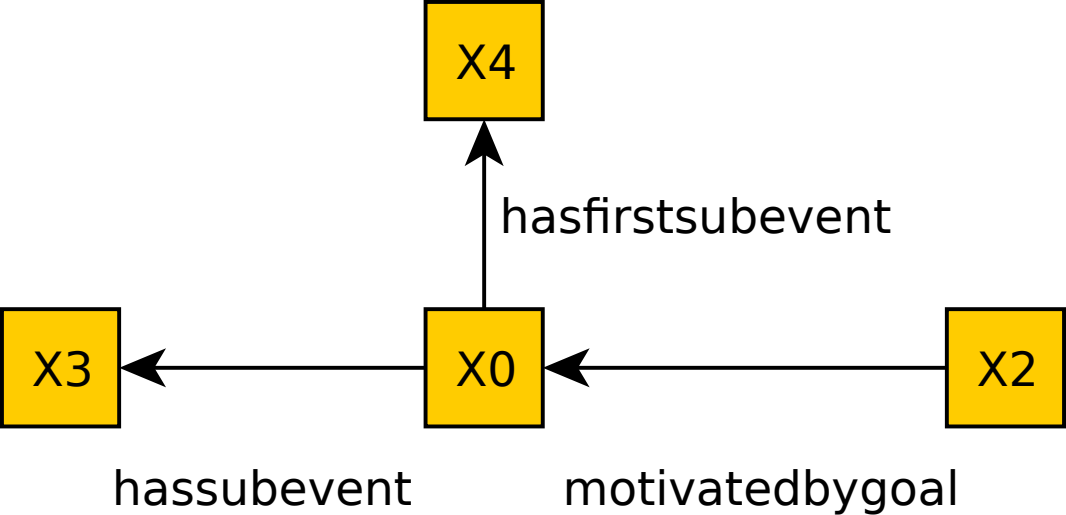 X4
hasfirstsubevent
X3
X0
X2
hassubevent
motivatedbygoal